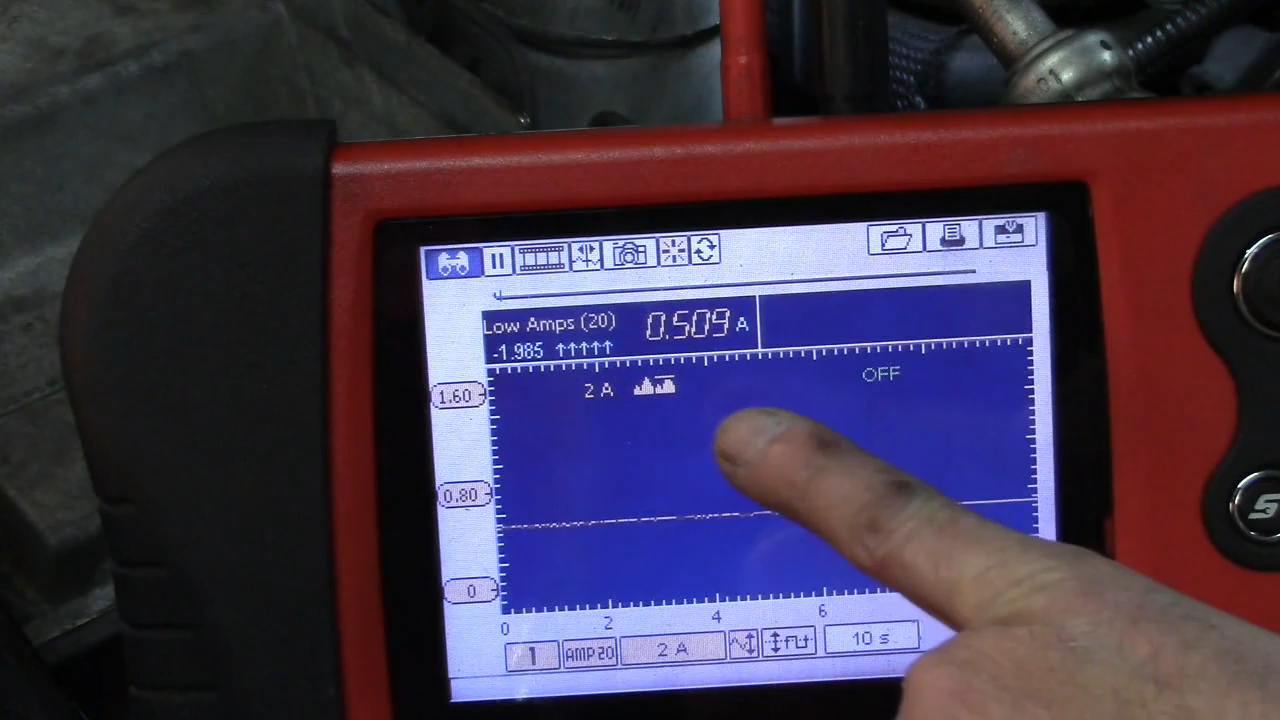 91
Low Amps (20) 0.509 A
-1.985 ↑↑↑↑↑
2 A OFF
1.60
0.80
0
0 2 4 6
1 AMP20 2 A 10 s
S